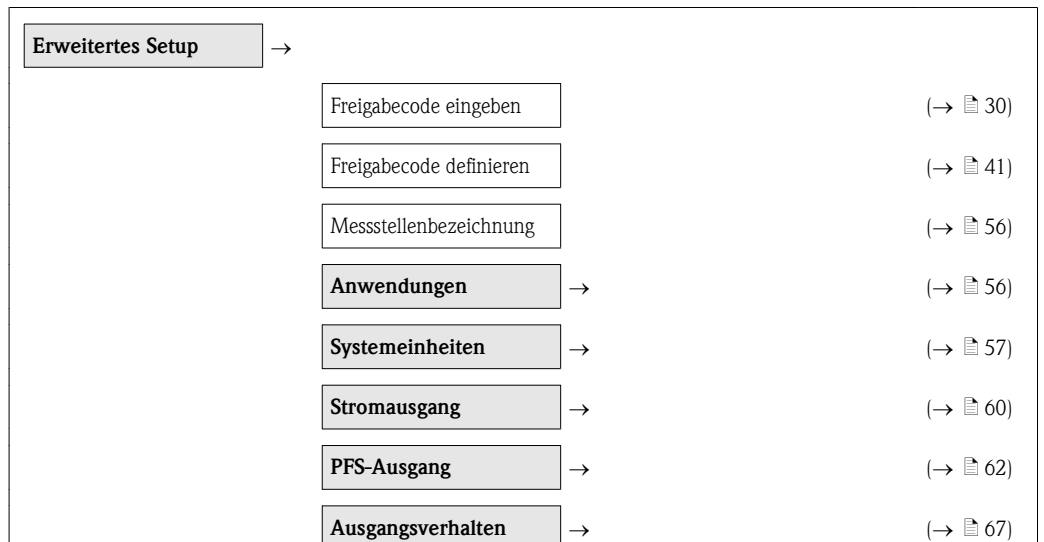 Erweitertes Setup →
Freigabecode eingeben (→ 🖹 30)
Freigabecode definieren (→ 🖹 41)
Messstellenbezeichnung (→ 🖹 56)
Anwendungen → (→ 🖹 56)
Systemeinheiten → (→ 🖹 57)
Stromausgang → (→ 🖹 60)
PFS-Ausgang → (→ 🖹 62)
Ausgangsverhalten → (→ 🖹 67)